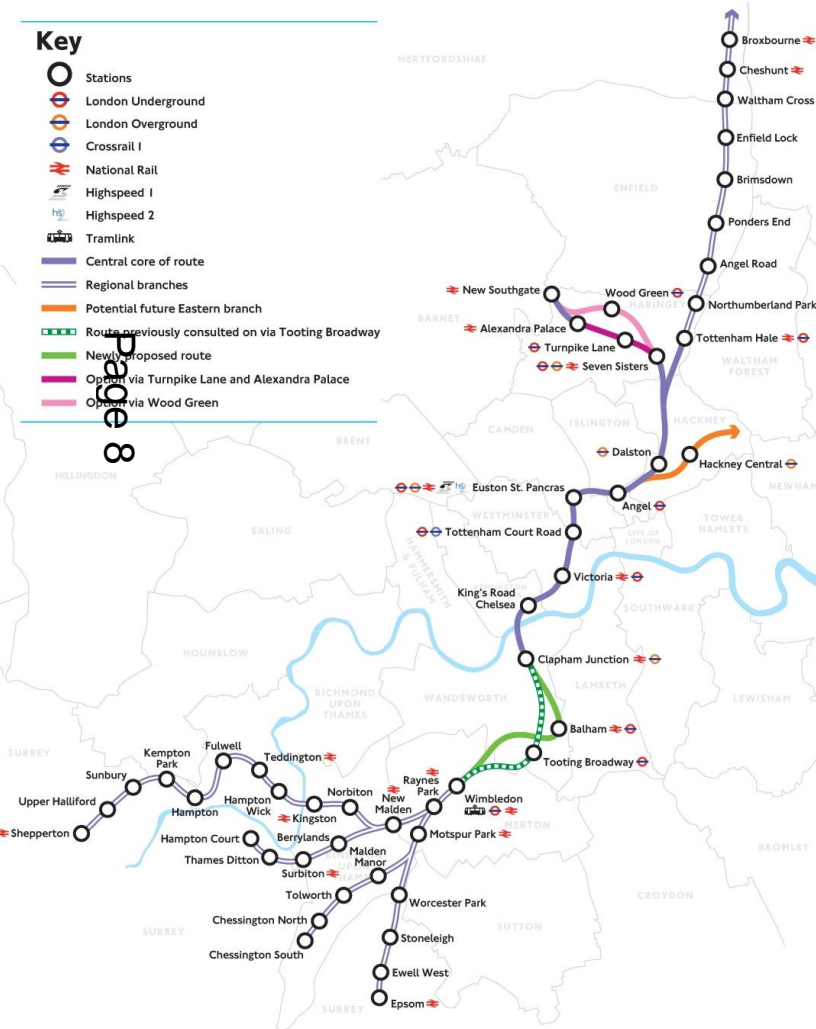 Key
Stations
London Underground
London Overground
Crossrail 1
National Rail
Highspeed 1
Highspeed 2
Tramlink
Central core of route
Regional branches
Potential future Eastern branch
Route previously consulted on via Tooting Broadway
Newly proposed route
Option via Turnpike Lane and Alexandra Palace
Option via Wood Green
Page 8
HERTFORDSHIRE
Broxbourne
Cheshunt
Waltham Cross
Enfield Lock
ENFIELD
Brimsdown
Ponders End
Angel Road
New Southgate
Wood Green
HARINGEY
Northumberland Park
BARNET
Alexandra Palace
Turnpike Lane
Tottenham Hale
Seven Sisters
WALTHAM
FOREST
CAMDEN
ISLINGTON
HACKNEY
BRENT
Dalston
Hackney Central
HILLINGDON
hs2
Euston St. Pancras
NEWHAM
Angel
WESTMINSTER
EALING
Tottenham Court Road
CITY OF
LONDON
TOWER
HAMLETS
HAMMERSMITH
& FULHAM
Victoria
King's Road
Chelsea
SOUTHWARK
HOUNSLOW
Clapham Junction
RICHMOND
UPON
THAMES
WANDSWORTH
LAMBETH
LEWISHAM
Balham
SURREY
Tooting Broadway
Kempton
Park
Fulwell
Teddington
Sunbury
Upper Halliford
Shepperton
Hampton
Hampton
Wick
Kingston
Norbiton
New
Malden
Raynes
Park
Wimbledon
MERTON
Hampton Court
Thames Ditton
Berrylands
Surbiton
Motspur Park
BROMLEY
Malden
Manor
Tolworth
Chessington North
Chessington South
Worcester Park
CROYDON
SUTTON
SURREY
Stoneleigh
Ewell West
Epsom
SURREY